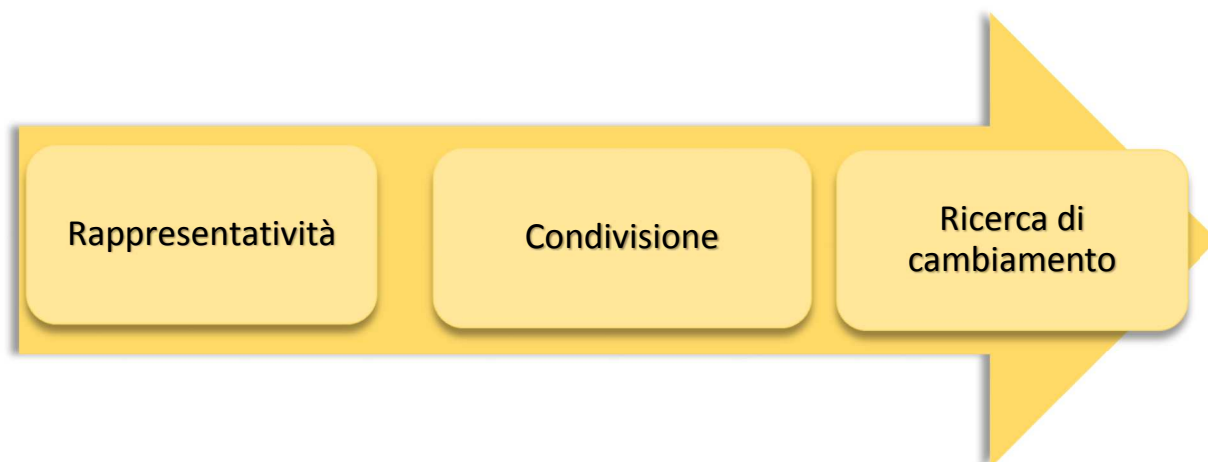 Rappresentatività
Condivisione
Ricerca di
cambiamento